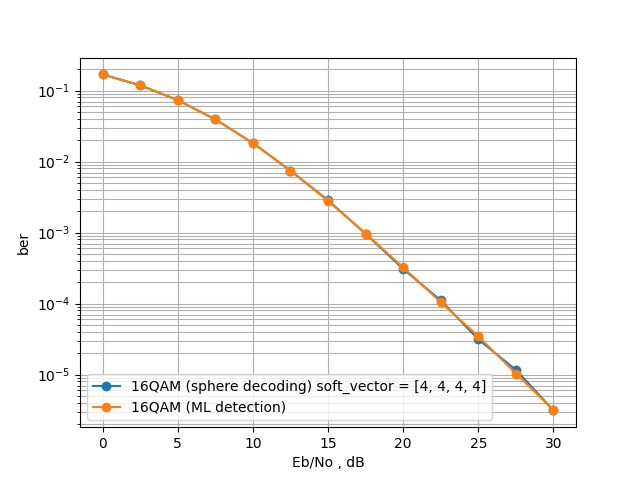 10⁻¹
10⁻²
10⁻³
10⁻⁴
10⁻⁵
ber
16QAM (sphere decoding) soft_vector = [4, 4, 4, 4]
16QAM (ML detection)
0 5 10 15 20 25 30
Eb/No , dB